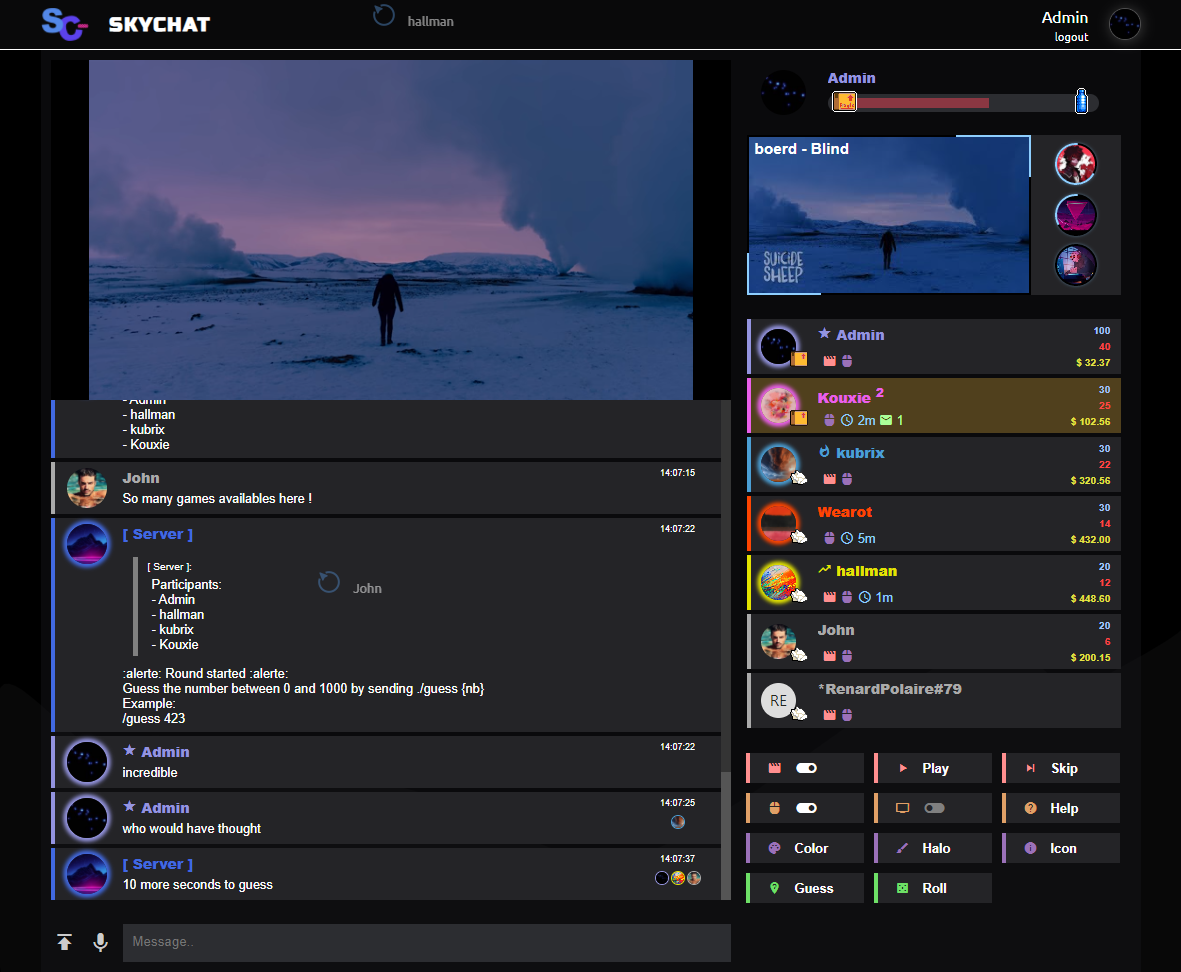 SC
SKYCHAT
hallman
Admin
logout
- Admin
- hallman
- kubrix
- Kouxie
John
14:07:15
So many games availables here !
[ Server ]
14:07:22
[ Server ]:
Participants:
- Admin
- hallman
- kubrix
- Kouxie
John
:alerte: Round started :alerte:
Guess the number between 0 and 1000 by sending ./guess {nb}
Example:
/guess 423
Admin
14:07:22
incredible
Admin
14:07:25
who would have thought
[ Server ]
14:07:37
10 more seconds to guess
Message..
Admin
boerd - Blind
SUICIDE
SHEEP
Admin
100
40
$ 32.37
Kouxie 2
30
25
2m 1
$ 102.56
kubrix
30
22
$ 320.56
Wearot
30
14
5m
$ 432.00
hallman
20
12
1m
$ 448.60
John
20
6
$ 200.15
RE
*RenardPolaire#79
Play
Skip
Help
Color
Halo
Icon
Guess
Roll